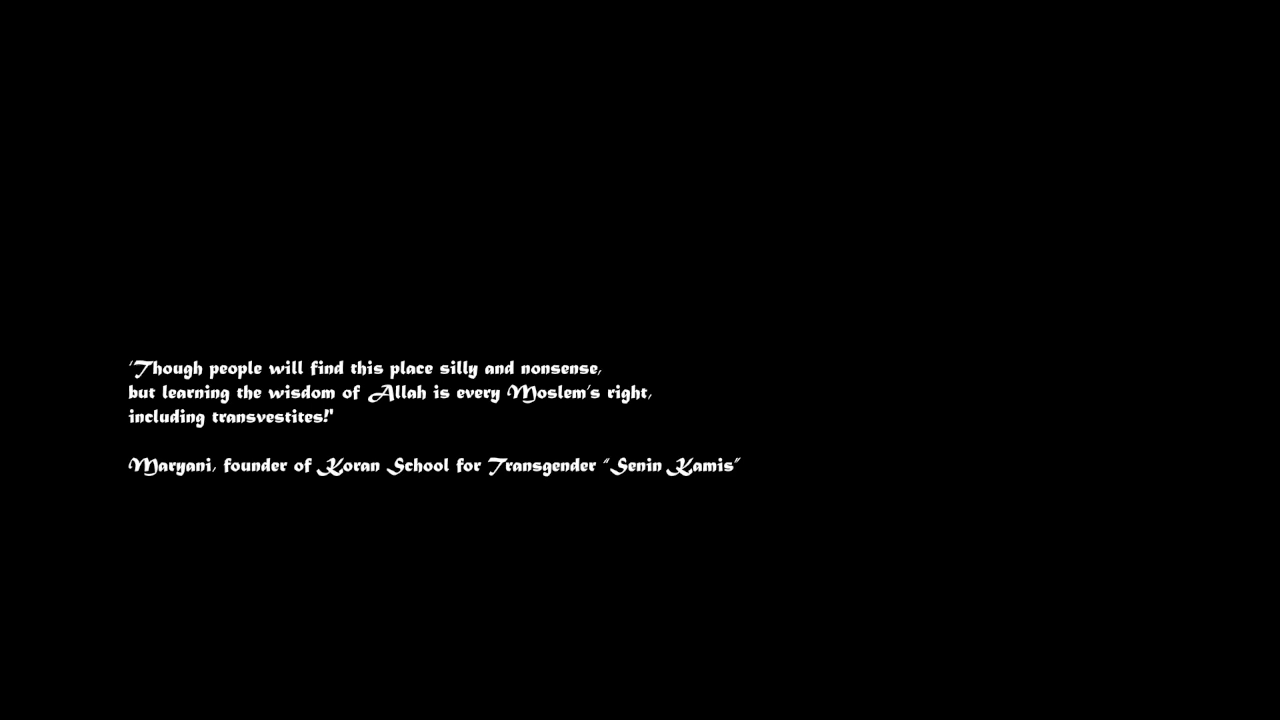 'Though people will find this place silly and nonsense,
but learning the wisdom of Allah is every Moslem's right,
including transvestites!"
Maryani, founder of Koran School for Transgender "Senin Kamis"